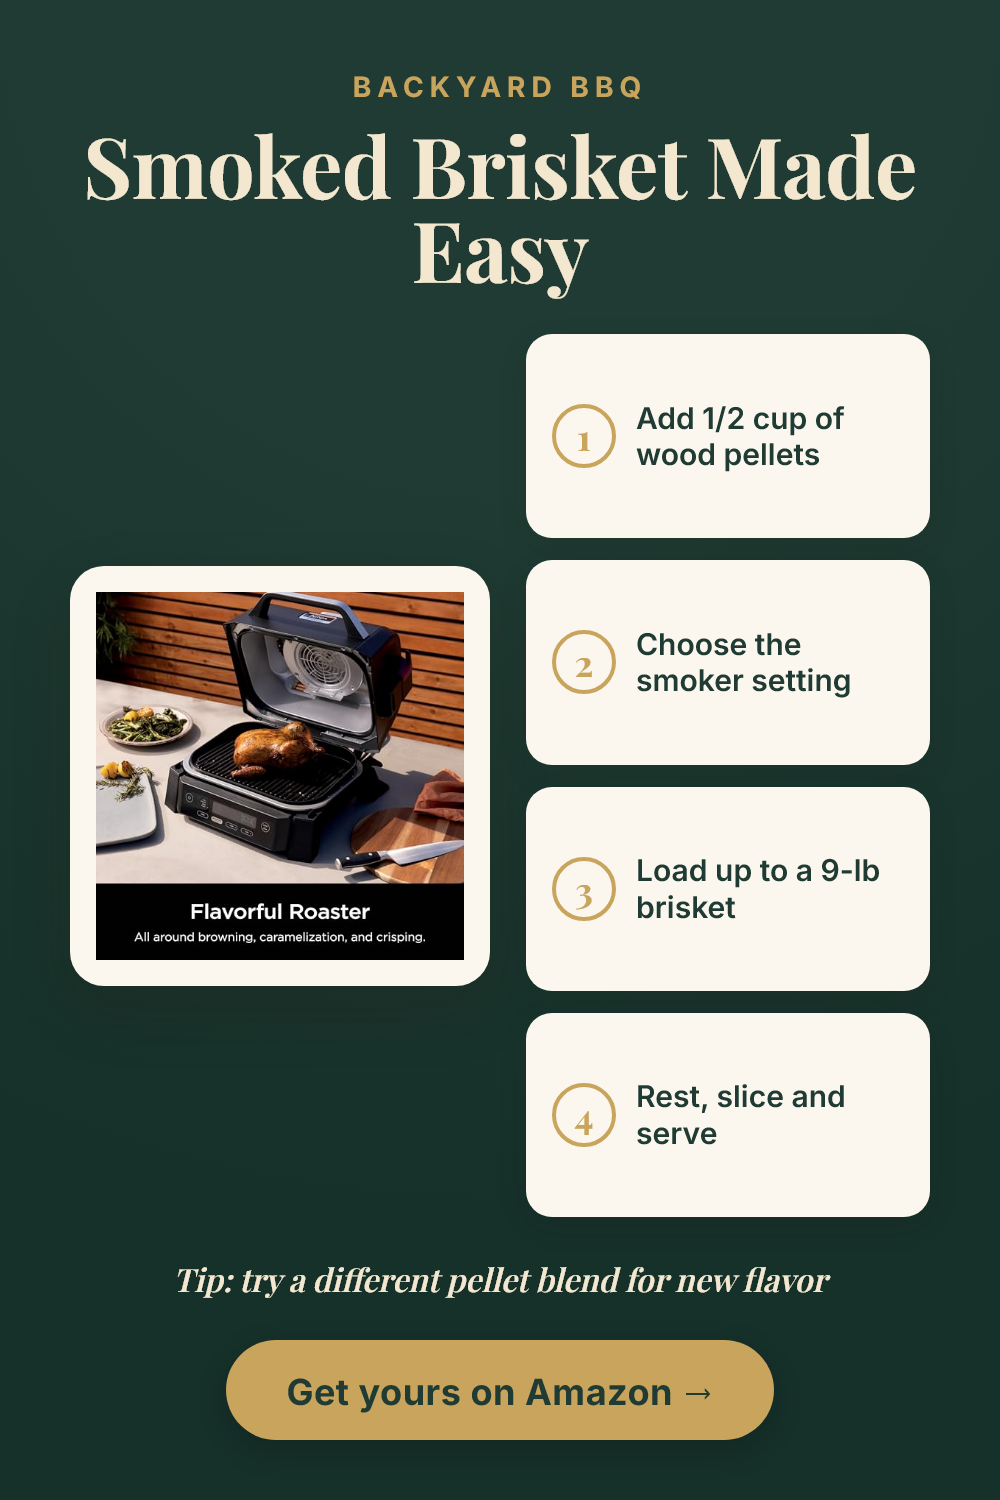 BACKYARD BBQ
Smoked Brisket Made
Easy
1
Add 1/2 cup of
wood pellets
2
Choose the
smoker setting
3
Load up to a 9-lb
brisket
4
Rest, slice and
serve
Flavorful Roaster
All around browning, caramelization, and crisping.
Tip: try a different pellet blend for new flavor
Get yours on Amazon →